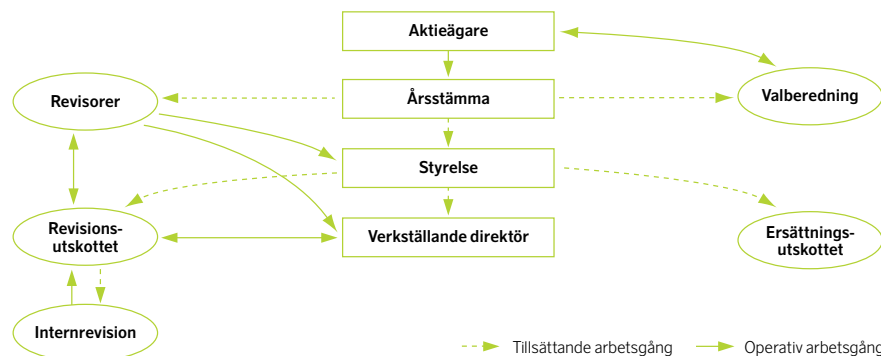 Aktieägare
Revisorer
Årsstämma
Valberedning
Styrelse
Revisions-
utskottet
Verkställande direktör
Ersättnings-
utskottet
Internrevision
Tillsättande arbetsgång
Operativ arbetsgång